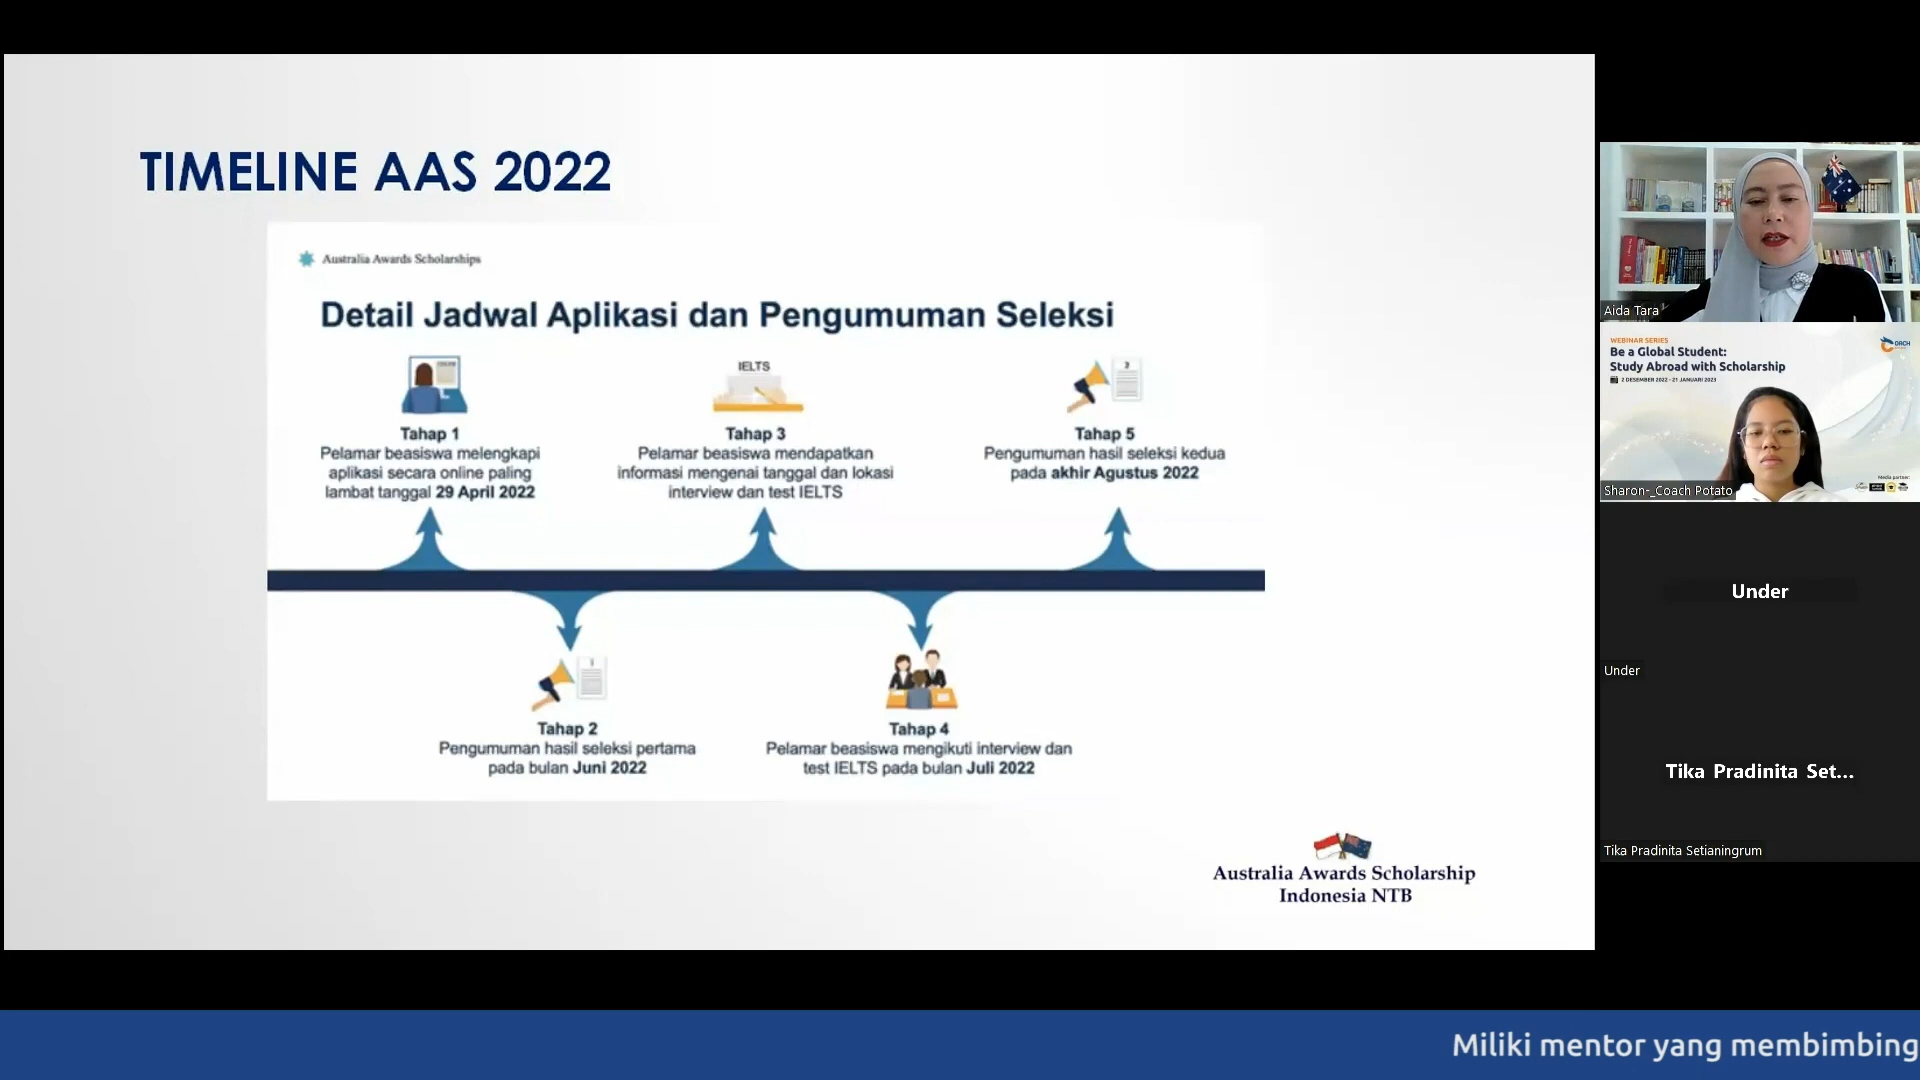 TIMELINE AAS 2022
Australia Awards Scholarships
Detail Jadwal Aplikasi dan Pengumuman Seleksi
Tahap 1
Pelamar beasiswa melengkapi
aplikasi secara online paling
lambat tanggal 29 April 2022
IELTS
Tahap 3
Pelamar beasiswa mendapatkan
informasi mengenai tanggal dan lokasi
interview dan test IELTS
Tahap 5
Pengumuman hasil seleksi kedua
pada akhir Agustus 2022
Tahap 2
Pengumuman hasil seleksi pertama
pada bulan Juni 2022
Tahap 4
Pelamar beasiswa mengikuti interview dan
test IELTS pada bulan Juli 2022
Australia Awards Scholarship
Indonesia NTB
Aida Tara
WEBINAR SERIES
Be a Global Student:
Study Abroad with Scholarship
2 DESEMBER 2022 - 21 JANUARI 2023
Media partner:
Sharon-_Coach Potato
Under
Under
Tika Pradinita Set...
Tika Pradinita Setianingrum
Miliki mentor yang membimbing